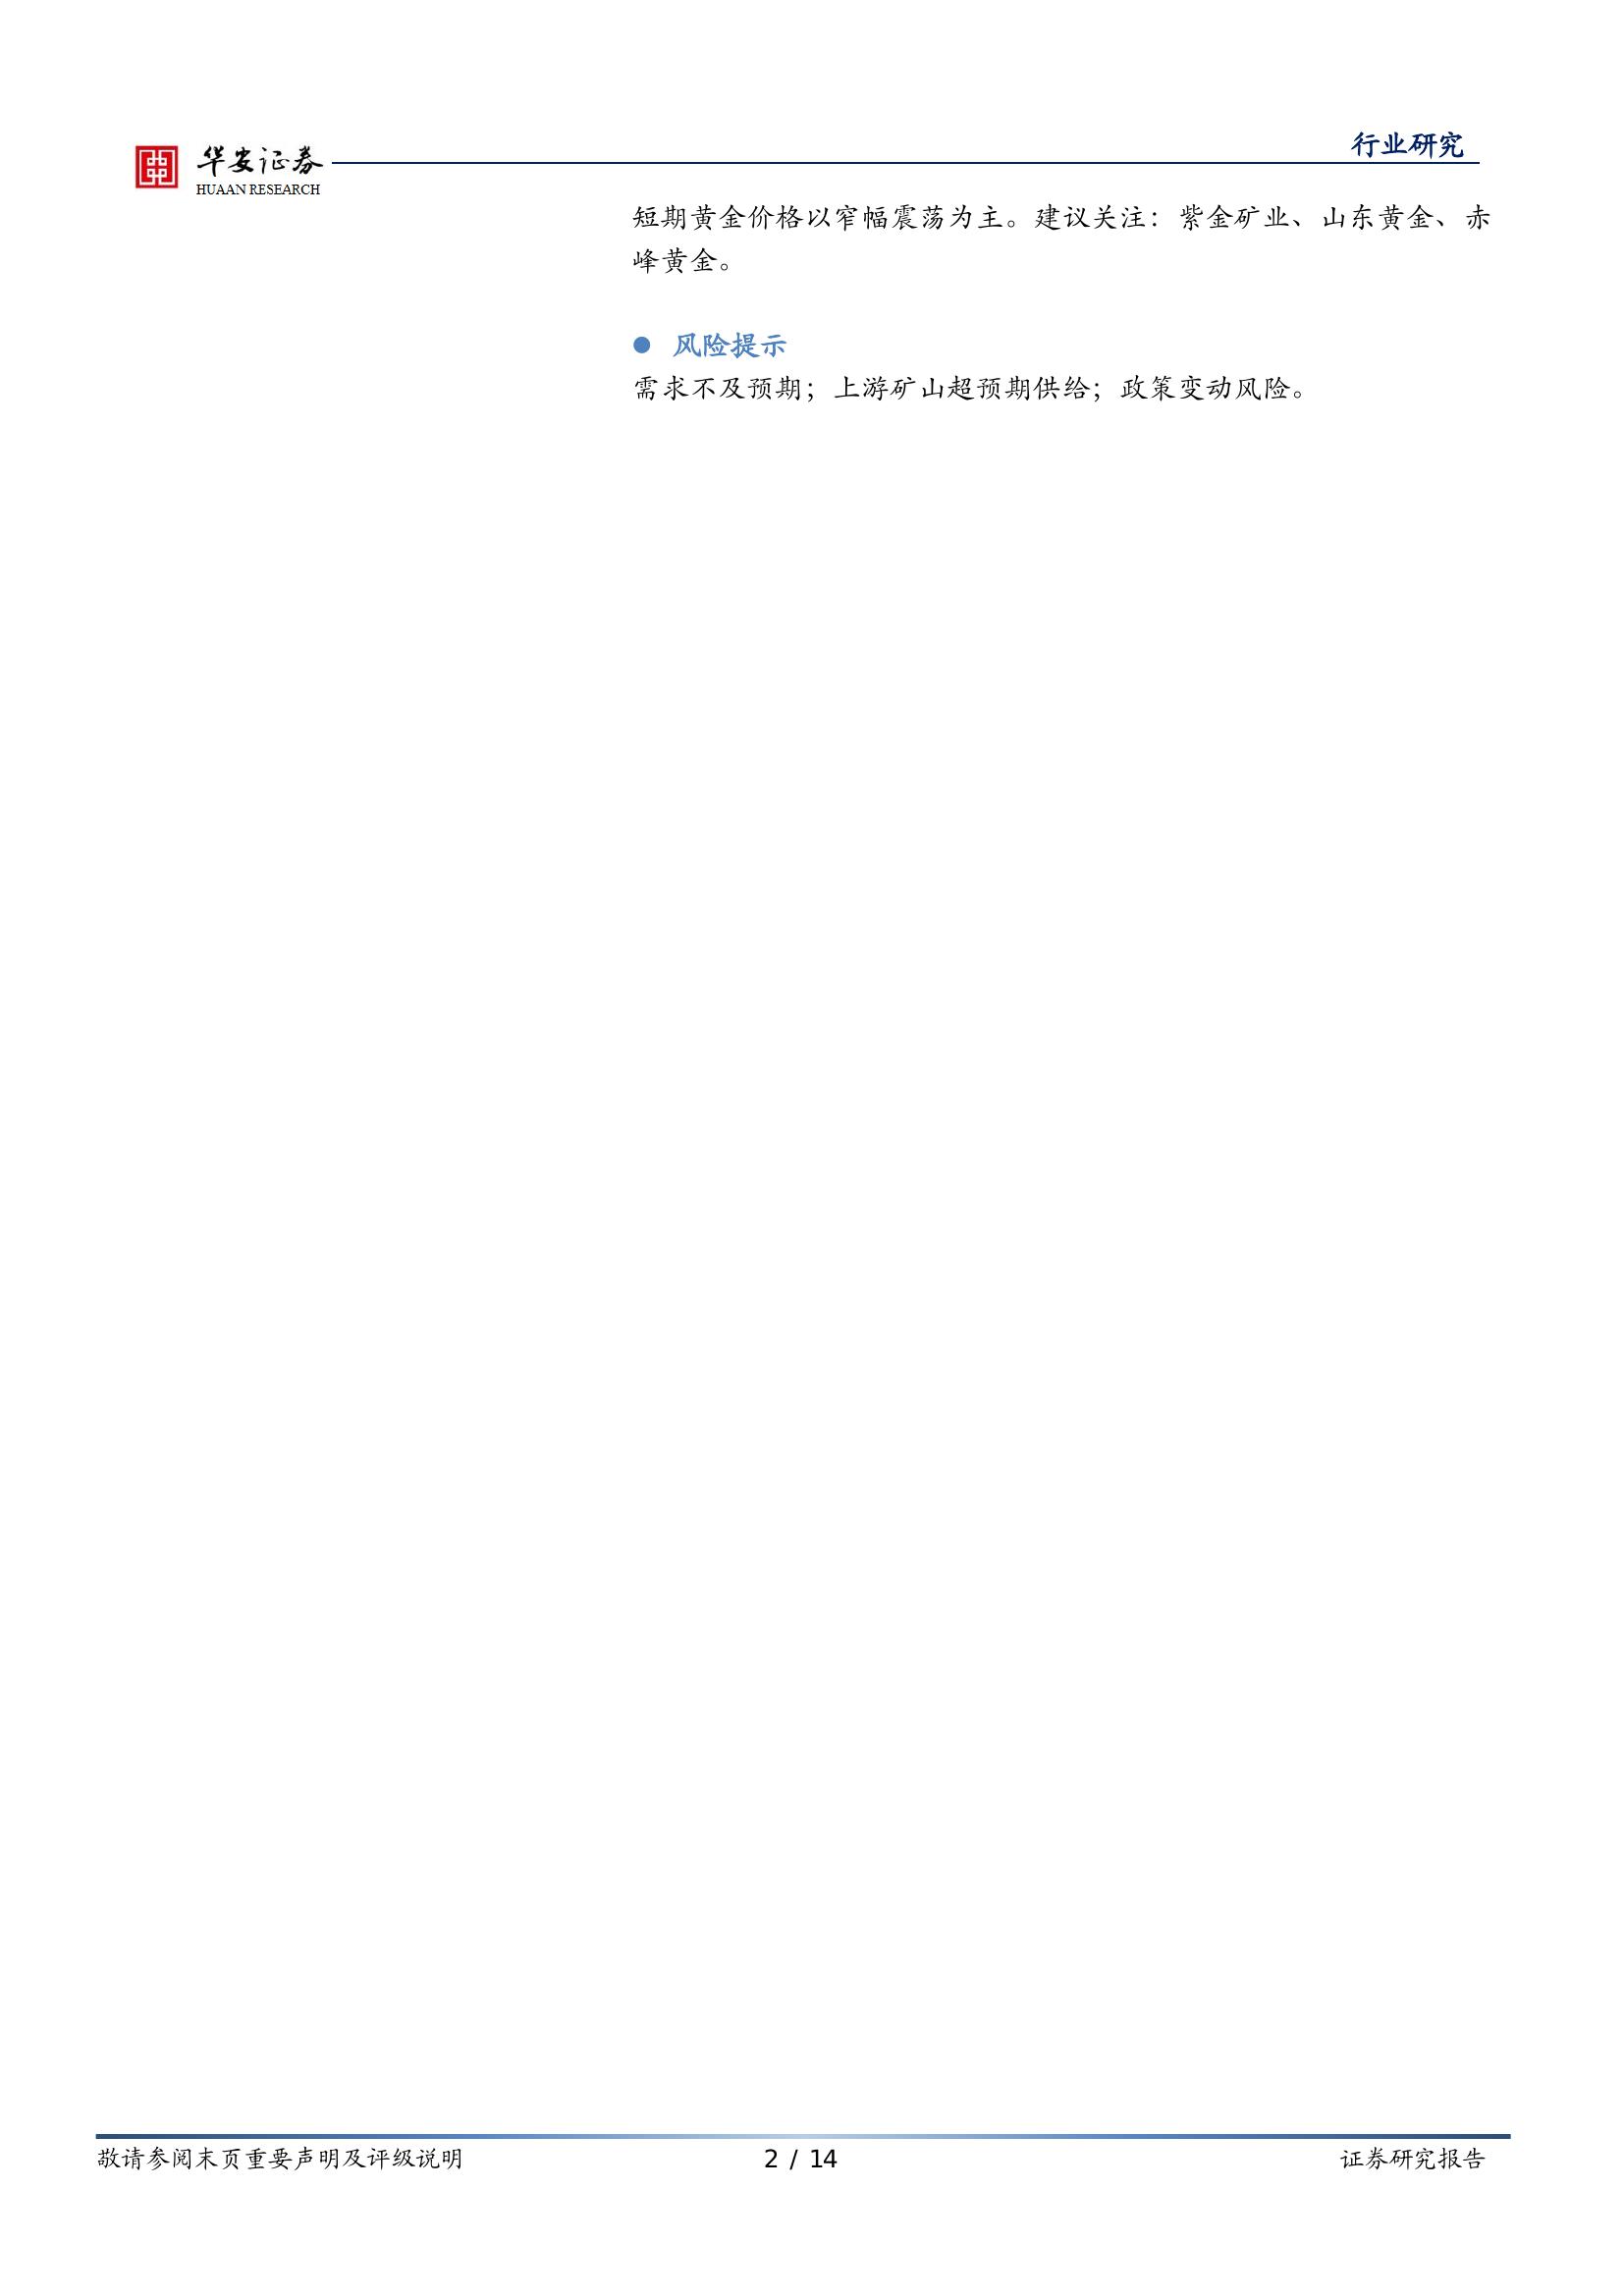 华安证券
HUAAN RESEARCH
行业研究
短期黄金价格以窄幅震荡为主。建议关注：紫金矿业、山东黄金、赤
峰黄金。
● 风险提示
需求不及预期；上游矿山超预期供给；政策变动风险。
敬请参阅末页重要声明及评级说明
2 / 14
证券研究报告